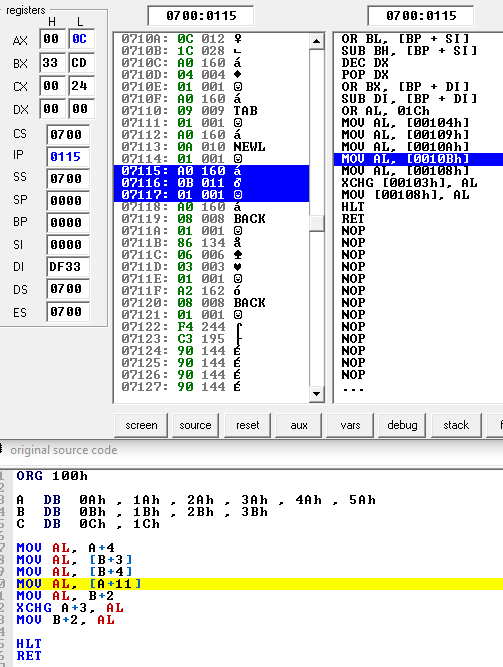 registers
H L
AX 00 0C
BX 33 CD
CX 00 24
DX 00 00
CS 0700
IP 0115
SS 0700
SP 0000
BP 0000
SI 0000
DI DF33
DS 0700
ES 0700
0700:0115
0710A: 0C 012 ♀
0710B: 1C 028 ∟
0710C: A0 160 á
0710D: 04 004 ♦
0710E: 01 001 ☺
0710F: A0 160 á
07110: 09 009 TAB
07111: 01 001 ☺
07112: A0 160 á
07113: 0A 010 NEWL
07114: 01 001 ☺
07115: A0 160 á
07116: 0B 011 ♂
07117: 01 001 ☺
07118: A0 160 á
07119: 08 008 BACK
0711A: 01 001 ☺
0711B: 86 134 å
0711C: 06 006 ♠
0711D: 03 003 ♥
0711E: 01 001 ☺
0711F: A2 162 ó
07120: 08 008 BACK
07121: 01 001 ☺
07122: F4 244 ⌠
07123: C3 195 ├
07124: 90 144 É
07125: 90 144 É
07126: 90 144 É
07127: 90 144 É
0700:0115
OR BL, [BP + SI]
SUB BH, [BP + SI]
DEC DX
POP DX
OR BX, [BP + DI]
SUB DI, [BP + DI]
OR AL, 01Ch
MOV AL, [00104h]
MOV AL, [00109h]
MOV AL, [0010Ah]
MOV AL, [0010Bh]
MOV AL, [00108h]
XCHG [00103h], AL
MOV [00108h], AL
HLT
RET
NOP
NOP
NOP
NOP
NOP
NOP
NOP
NOP
NOP
NOP
NOP
NOP
NOP
...
screen source reset aux vars debug stack
original source code
ORG 100h
A DB 0Ah , 1Ah , 2Ah , 3Ah , 4Ah , 5Ah
B DB 0Bh , 1Bh , 2Bh , 3Bh
C DB 0Ch , 1Ch
MOV AL, A+4
MOV AL, [B+3]
MOV AL, [B+4]
MOV AL, [A+11]
MOV AL, B+2
XCHG A+3, AL
MOV B+2, AL
HLT
RET